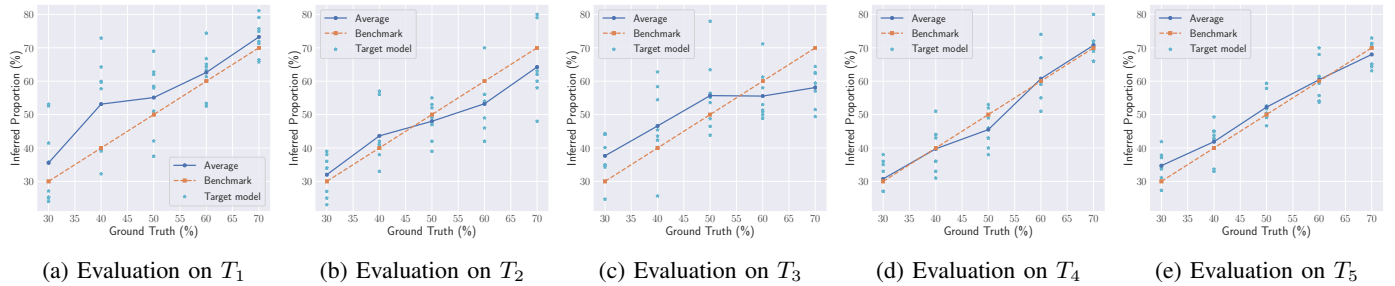 80
70
60
50
40
30
Inferred Proportion (%)
30 35 40 45 50 55 60 65 70
Ground Truth (%)
Average
Benchmark
Target model
(a) Evaluation on T1
80
70
60
50
40
30
Inferred Proportion (%)
30 35 40 45 50 55 60 65 70
Ground Truth (%)
Average
Benchmark
Target model
(b) Evaluation on T2
80
70
60
50
40
30
Inferred Proportion (%)
30 35 40 45 50 55 60 65 70
Ground Truth (%)
Average
Benchmark
Target model
(c) Evaluation on T3
80
70
60
50
40
30
Inferred Proportion (%)
30 35 40 45 50 55 60 65 70
Ground Truth (%)
Average
Benchmark
Target model
(d) Evaluation on T4
80
70
60
50
40
30
Inferred Proportion (%)
30 35 40 45 50 55 60 65 70
Ground Truth (%)
Average
Benchmark
Target model
(e) Evaluation on T5